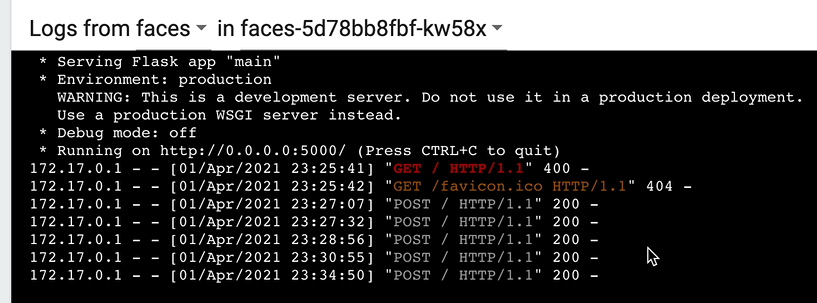 Logs from faces in faces-5d78bb8fbf-kw58x
* Serving Flask app "main"
* Environment: production
WARNING: This is a development server. Do not use it in a production deployment.
Use a production WSGI server instead.
* Debug mode: off
* Running on http://0.0.0.0:5000/ (Press CTRL+C to quit)
172.17.0.1 - - [01/Apr/2021 23:25:41] "GET / HTTP/1.1" 400 -
172.17.0.1 - - [01/Apr/2021 23:25:42] "GET /favicon.ico HTTP/1.1" 404 -
172.17.0.1 - - [01/Apr/2021 23:27:07] "POST / HTTP/1.1" 200 -
172.17.0.1 - - [01/Apr/2021 23:27:32] "POST / HTTP/1.1" 200 -
172.17.0.1 - - [01/Apr/2021 23:28:56] "POST / HTTP/1.1" 200 -
172.17.0.1 - - [01/Apr/2021 23:30:55] "POST / HTTP/1.1" 200 -
172.17.0.1 - - [01/Apr/2021 23:34:50] "POST / HTTP/1.1" 200 -